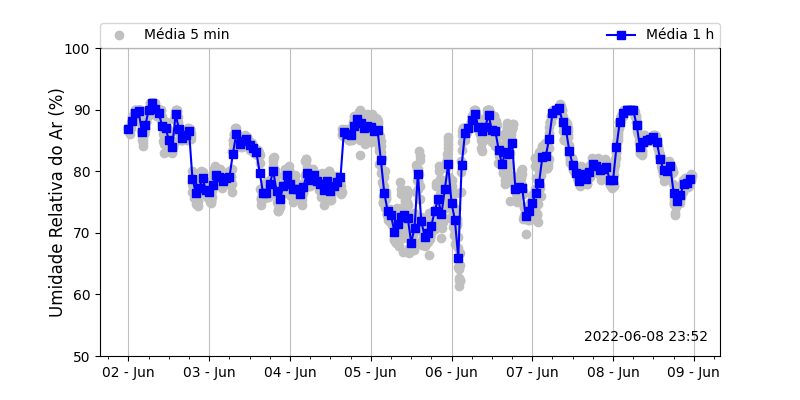 Média 5 min Média 1 h
Umidade Relativa do Ar (%)
100
90
80
70
60
50
2022-06-08 23:52
02 - Jun 03 - Jun 04 - Jun 05 - Jun 06 - Jun 07 - Jun 08 - Jun 09 - Jun